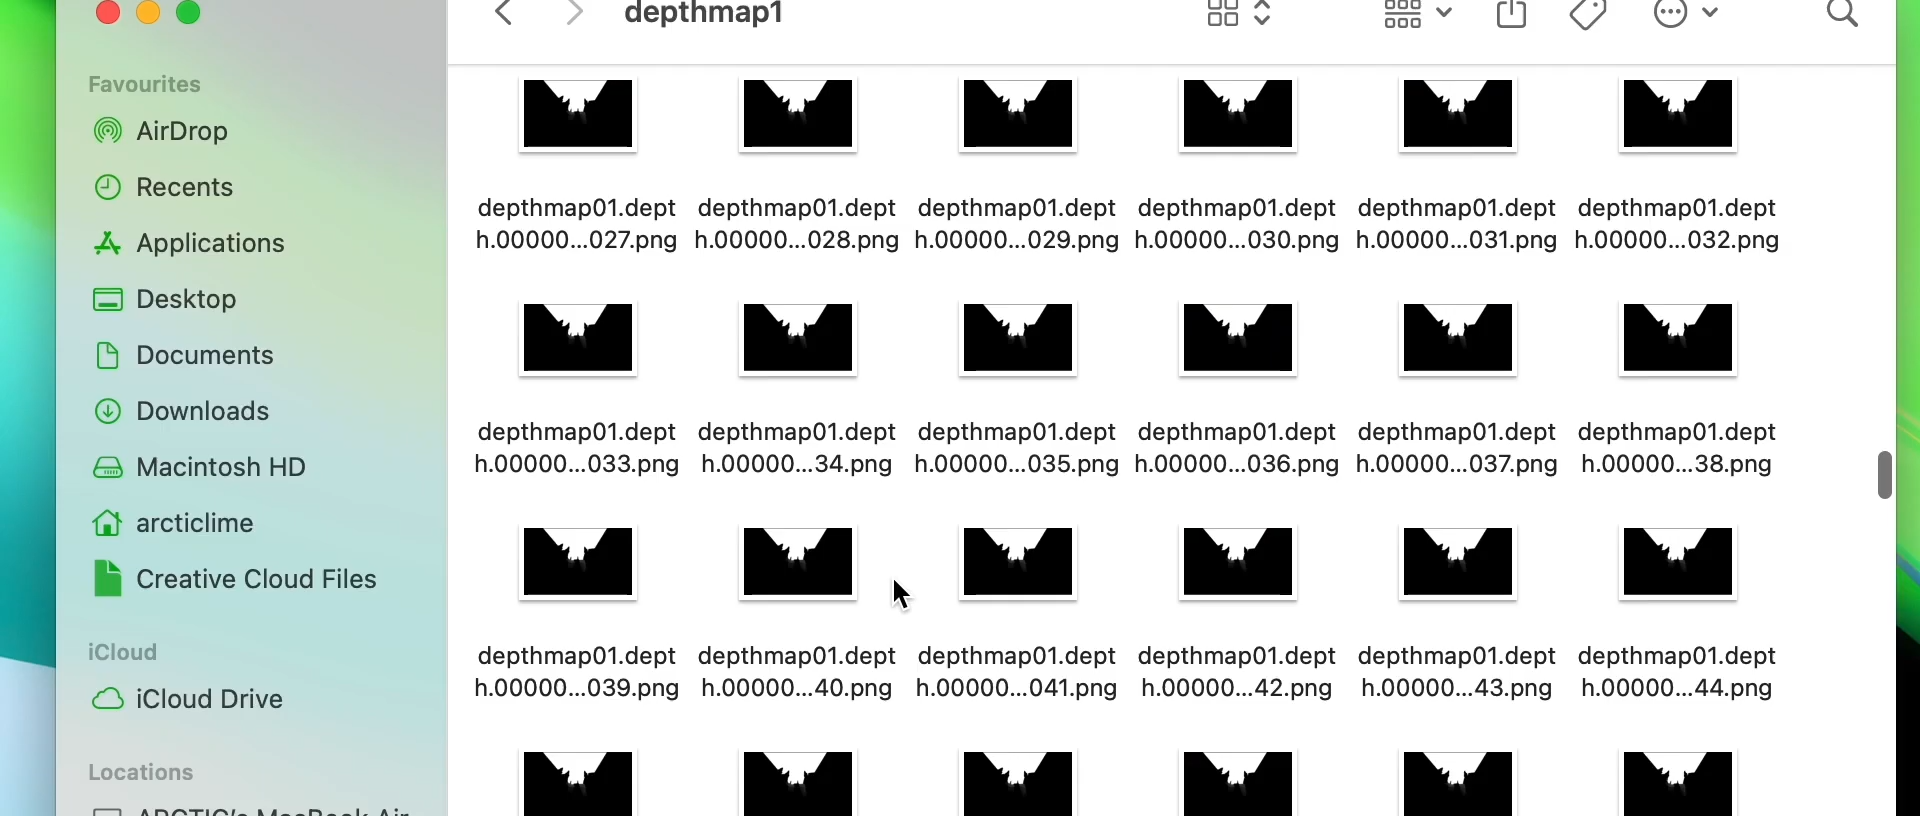 depthmap1
Favourites
AirDrop
Recents
Applications
Desktop
Documents
Downloads
Macintosh HD
arcticlime
Creative Cloud Files
iCloud
iCloud Drive
Locations
ARCTIC's MacBook Air
depthmap01.dept depthmap01.dept depthmap01.dept depthmap01.dept depthmap01.dept depthmap01.dept
h.00000...027.png h.00000...028.png h.00000...029.png h.00000...030.png h.00000...031.png h.00000...032.png
depthmap01.dept depthmap01.dept depthmap01.dept depthmap01.dept depthmap01.dept depthmap01.dept
h.00000...033.png h.00000...34.png h.00000...035.png h.00000...036.png h.00000...037.png h.00000...38.png
depthmap01.dept depthmap01.dept depthmap01.dept depthmap01.dept depthmap01.dept depthmap01.dept
h.00000...039.png h.00000...40.png h.00000...041.png h.00000...42.png h.00000...43.png h.00000...44.png